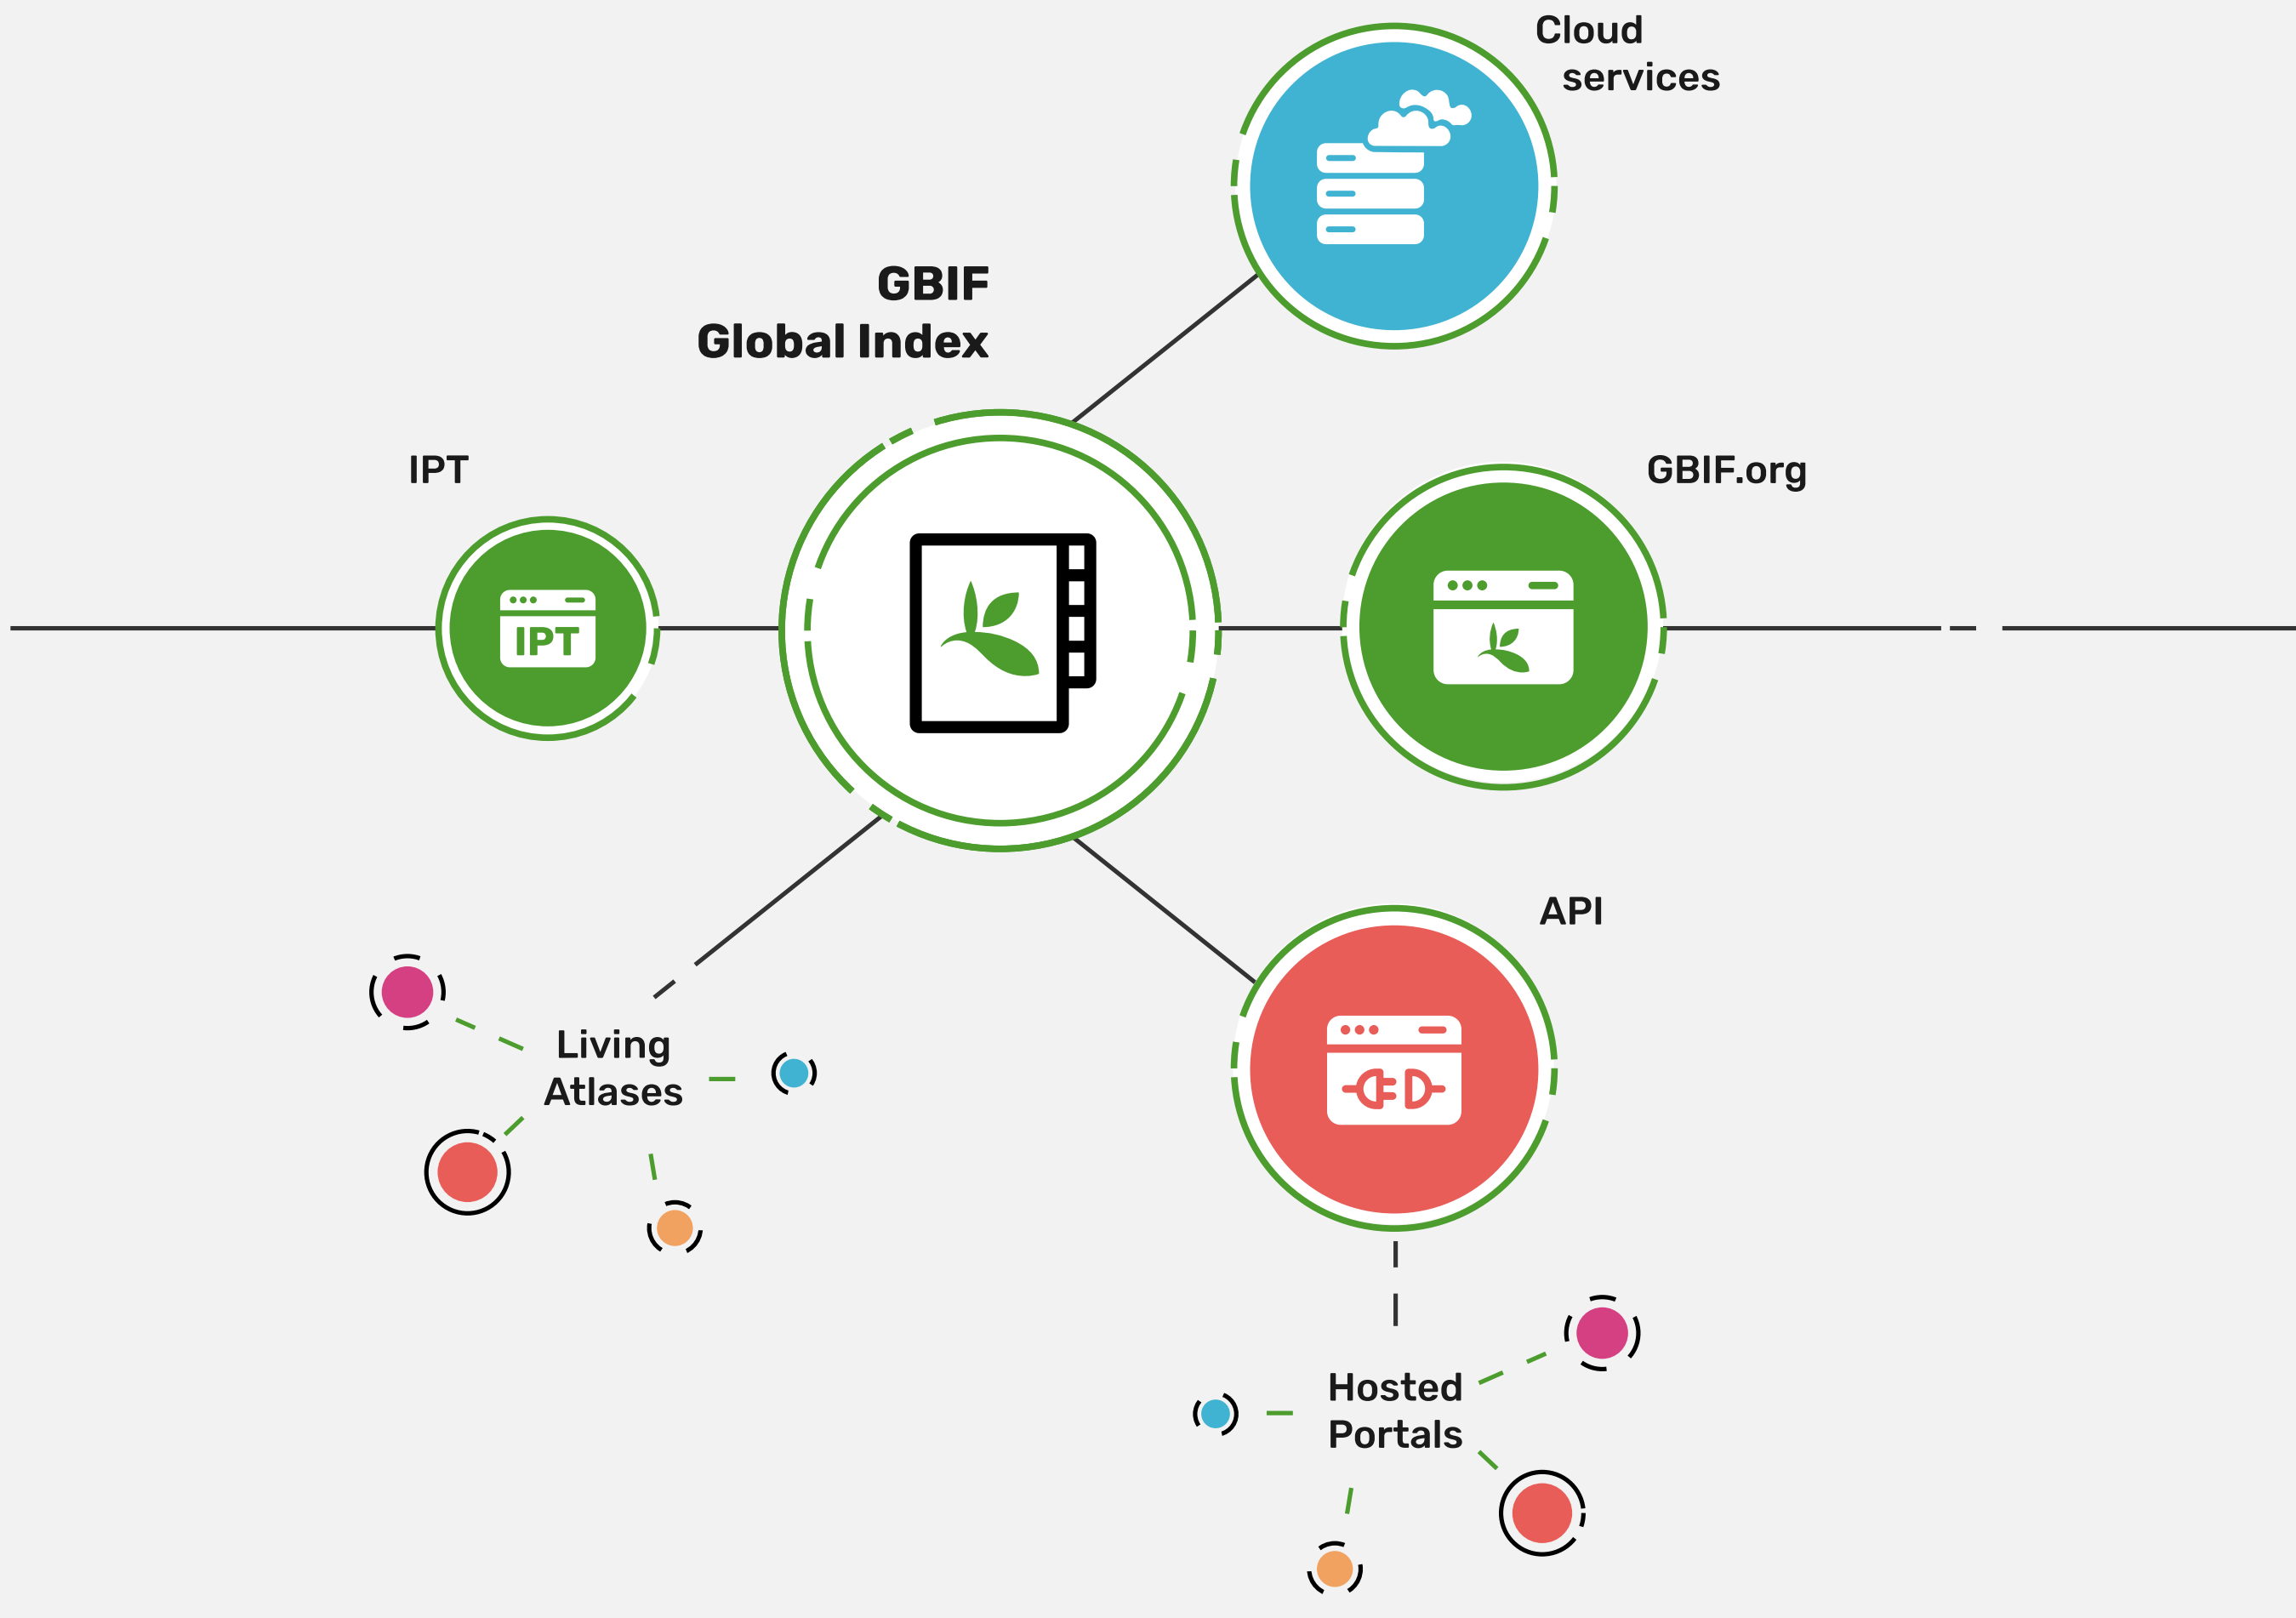 Cloud
services
GBIF
Global Index
IPT
GBIF.org
IPT
API
Living
Atlases
Hosted
Portals